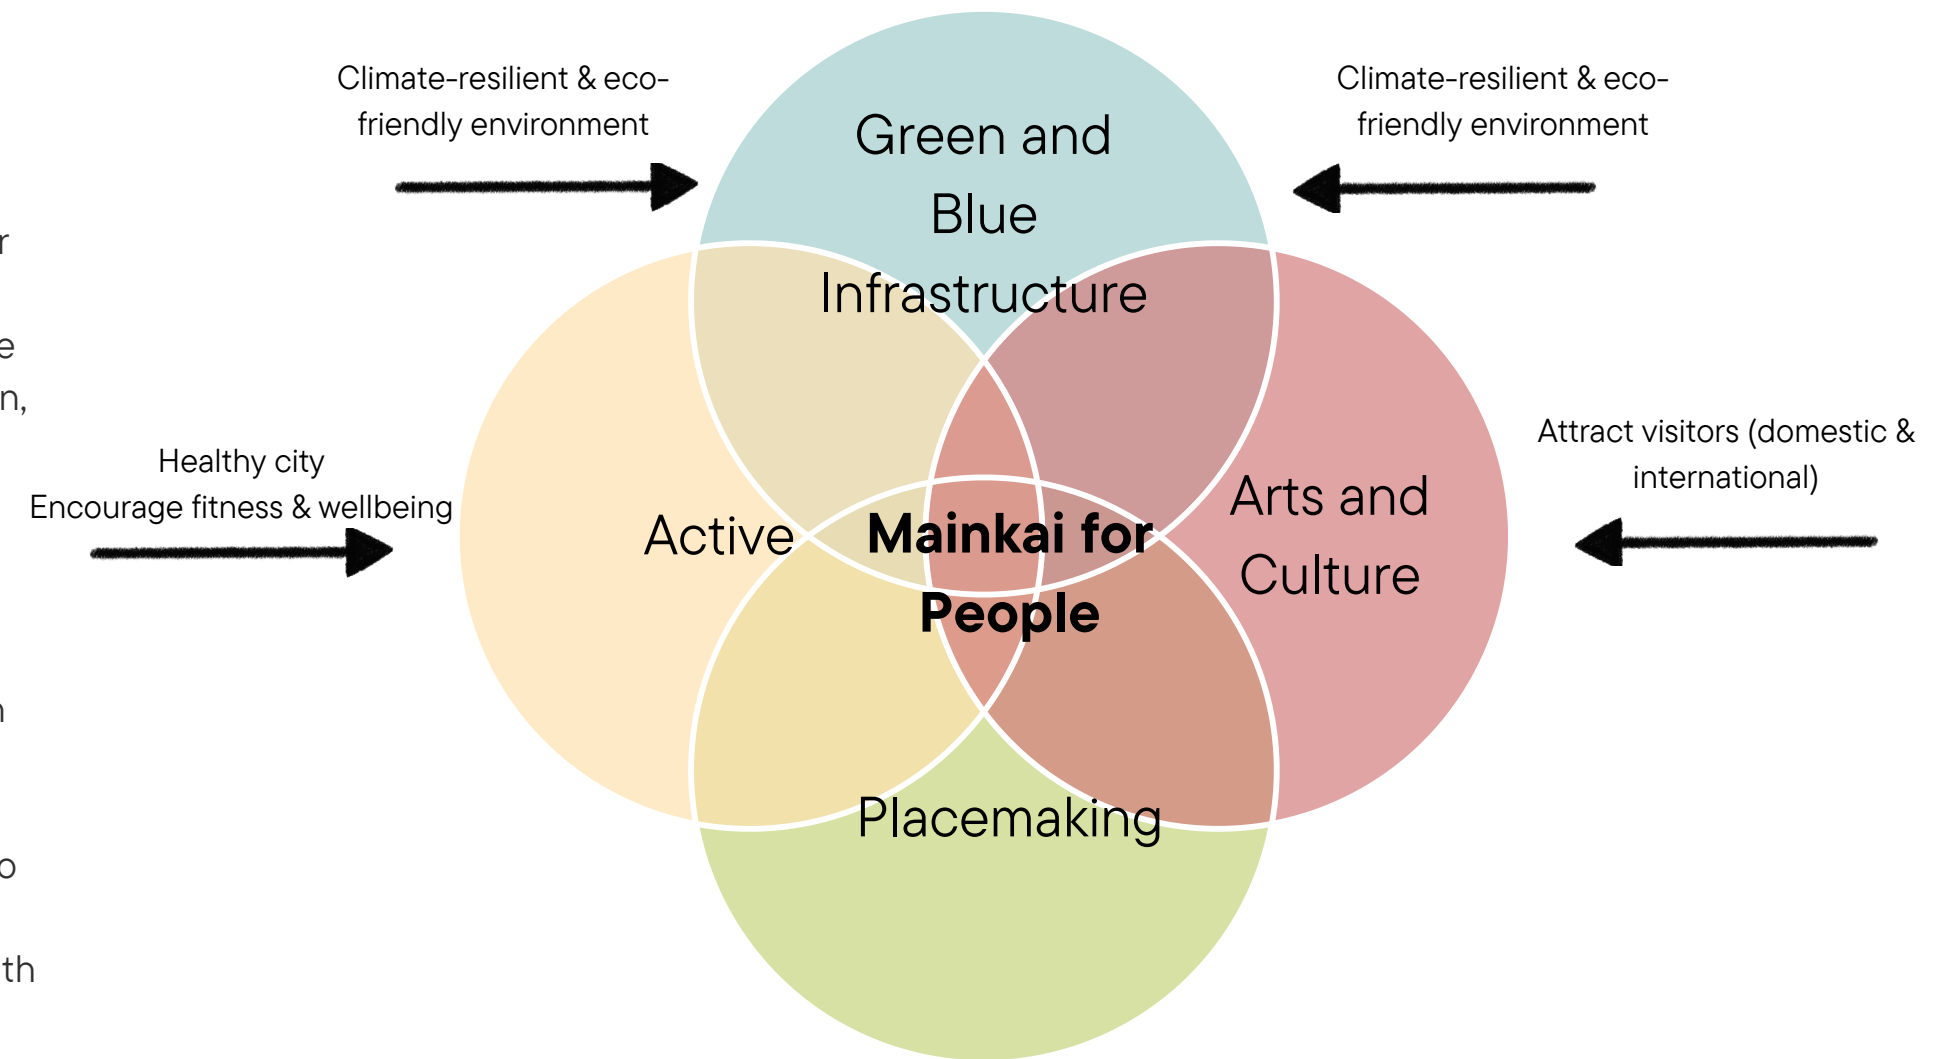 Climate-resilient & eco-
friendly environment
Climate-resilient & eco-
friendly environment
Green and
Blue
Infrastructure
r
e
n,
Healthy city
Encourage fitness & wellbeing
Active
Mainkai for
People
Arts and
Culture
Attract visitors (domestic &
international)
n
Placemaking
o
th